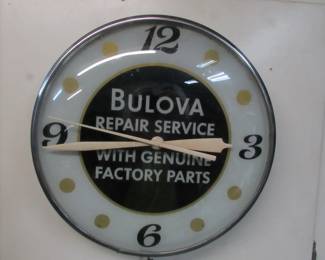 12
BULOVA
REPAIR SERVICE
9
3
WITH GENUINE
FACTORY PARTS
6